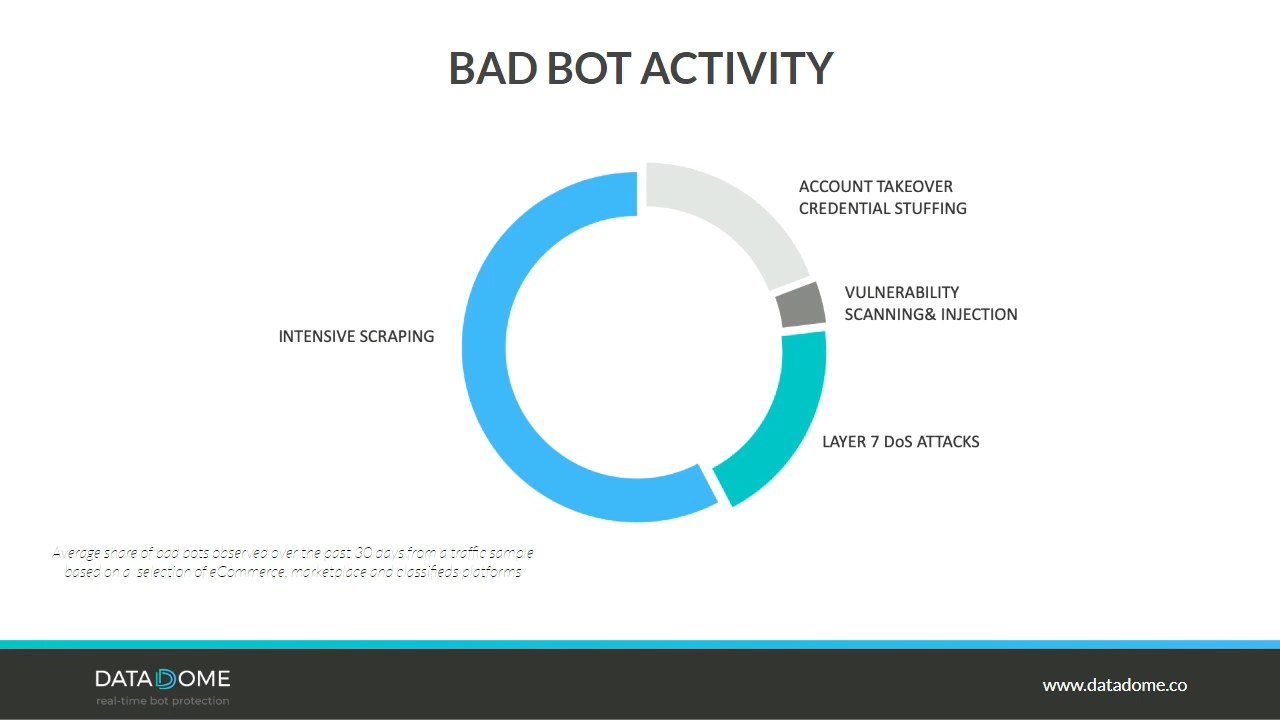 BAD BOT ACTIVITY
ACCOUNT TAKEOVER
CREDENTIAL STUFFING
VULNERABILITY
SCANNING& INJECTION
INTENSIVE SCRAPING
LAYER 7 DoS ATTACKS
Average share of bad bots observed over the past 30 days from a traffic sample
based on a selection of eCommerce, marketplace and classifieds platforms
DATADOME
real-time bot protection
www.datadome.co